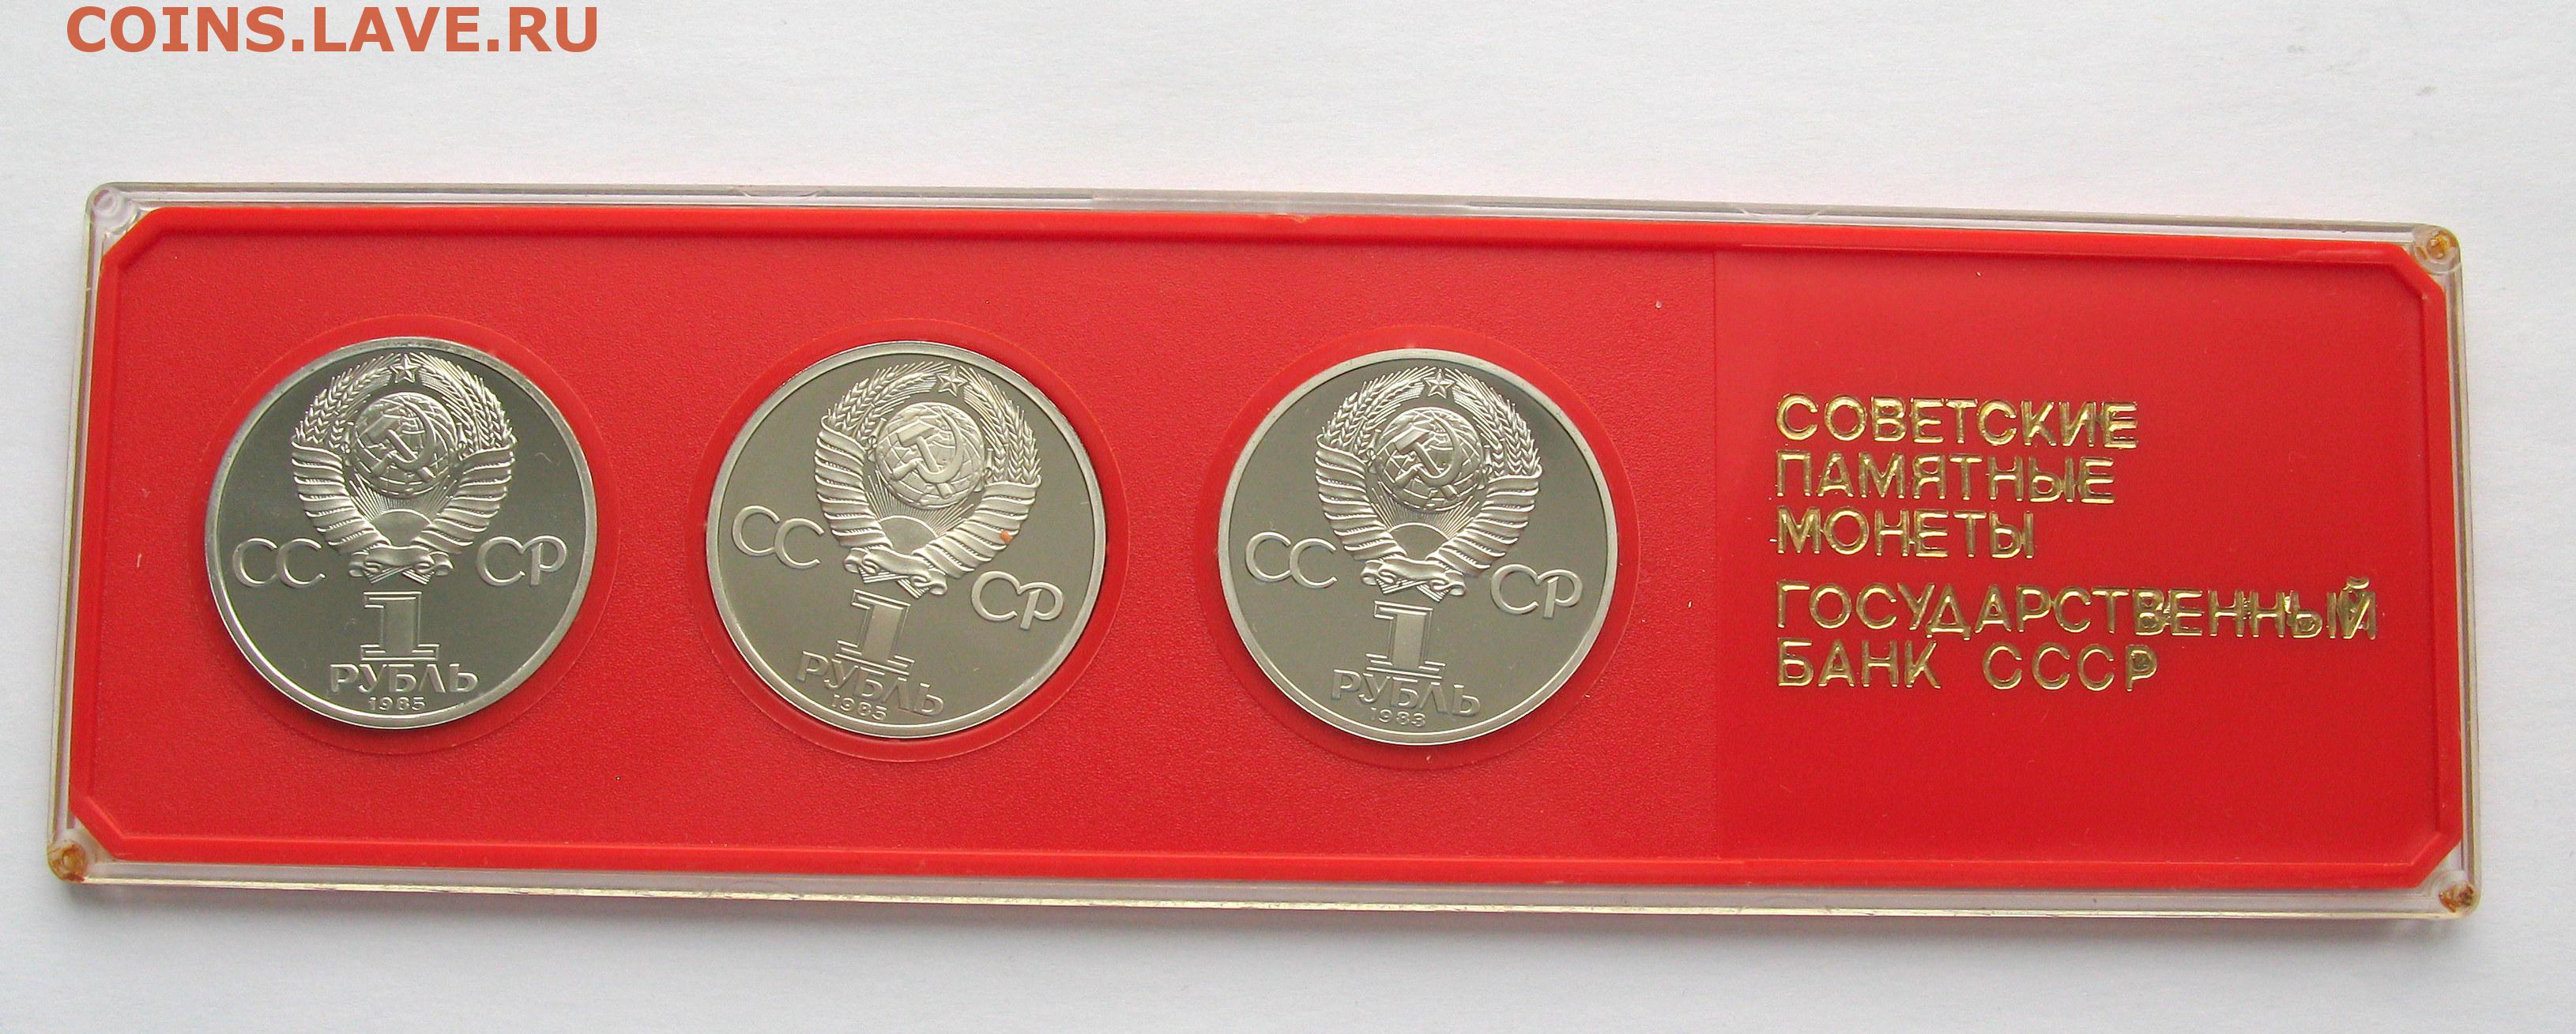 COINS.LAVE.RU
СС СР
1
РУБЛЬ
1985
СС СР
1
РУБЛЬ
1985
СС СР
1
РУБЛЬ
1983
СОВЕТСКИЕ
ПАМЯТНЫЕ
МОНЕТЫ
ГОСУДАРСТВЕННЫЙ
БАНК СССР